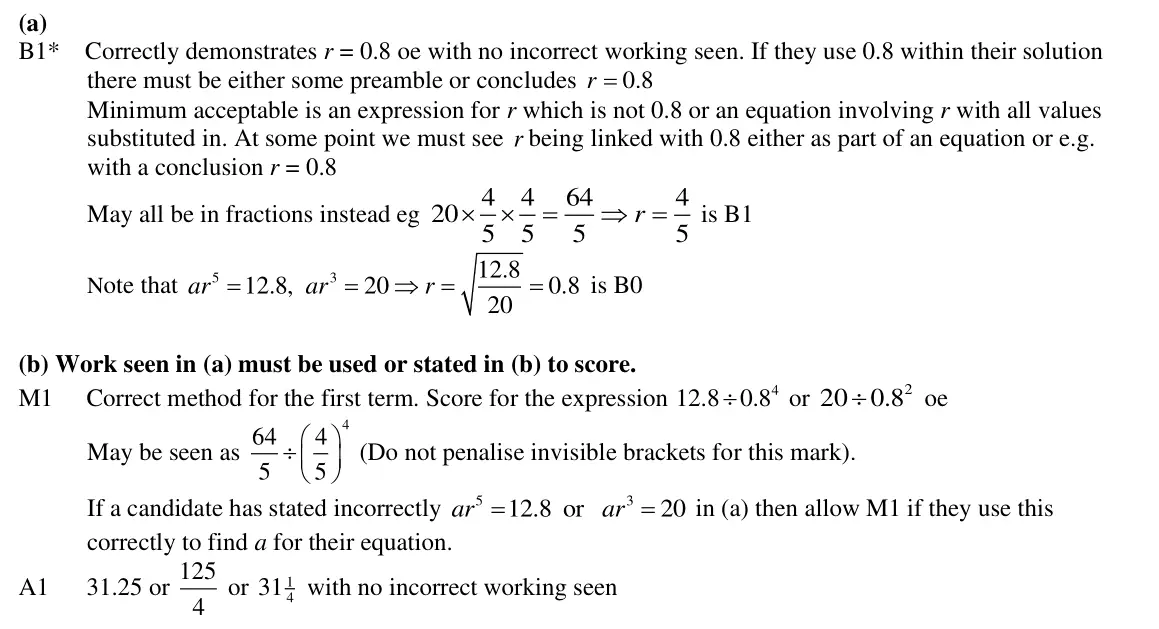 (a)
B1* Correctly demonstrates r = 0.8 oe with no incorrect working seen. If they use 0.8 within their solution
there must be either some preamble or concludes r = 0.8
Minimum acceptable is an expression for r which is not 0.8 or an equation involving r with all values
substituted in. At some point we must see r being linked with 0.8 either as part of an equation or e.g.
with a conclusion r = 0.8
May all be in fractions instead eg 20 × 4/5 × 4/5 = 64/5 ⇒ r = 4/5 is B1
Note that ar⁵ = 12.8, ar³ = 20 ⇒ r = √(12.8/20) = 0.8 is B0
(b) Work seen in (a) must be used or stated in (b) to score.
M1 Correct method for the first term. Score for the expression 12.8 ÷ 0.8⁴ or 20 ÷ 0.8² oe
May be seen as 64/5 ÷ (4/5)⁴ (Do not penalise invisible brackets for this mark).
If a candidate has stated incorrectly ar⁵ = 12.8 or ar³ = 20 in (a) then allow M1 if they use this
correctly to find a for their equation.
A1 31.25 or 125/4 or 31 1/4 with no incorrect working seen